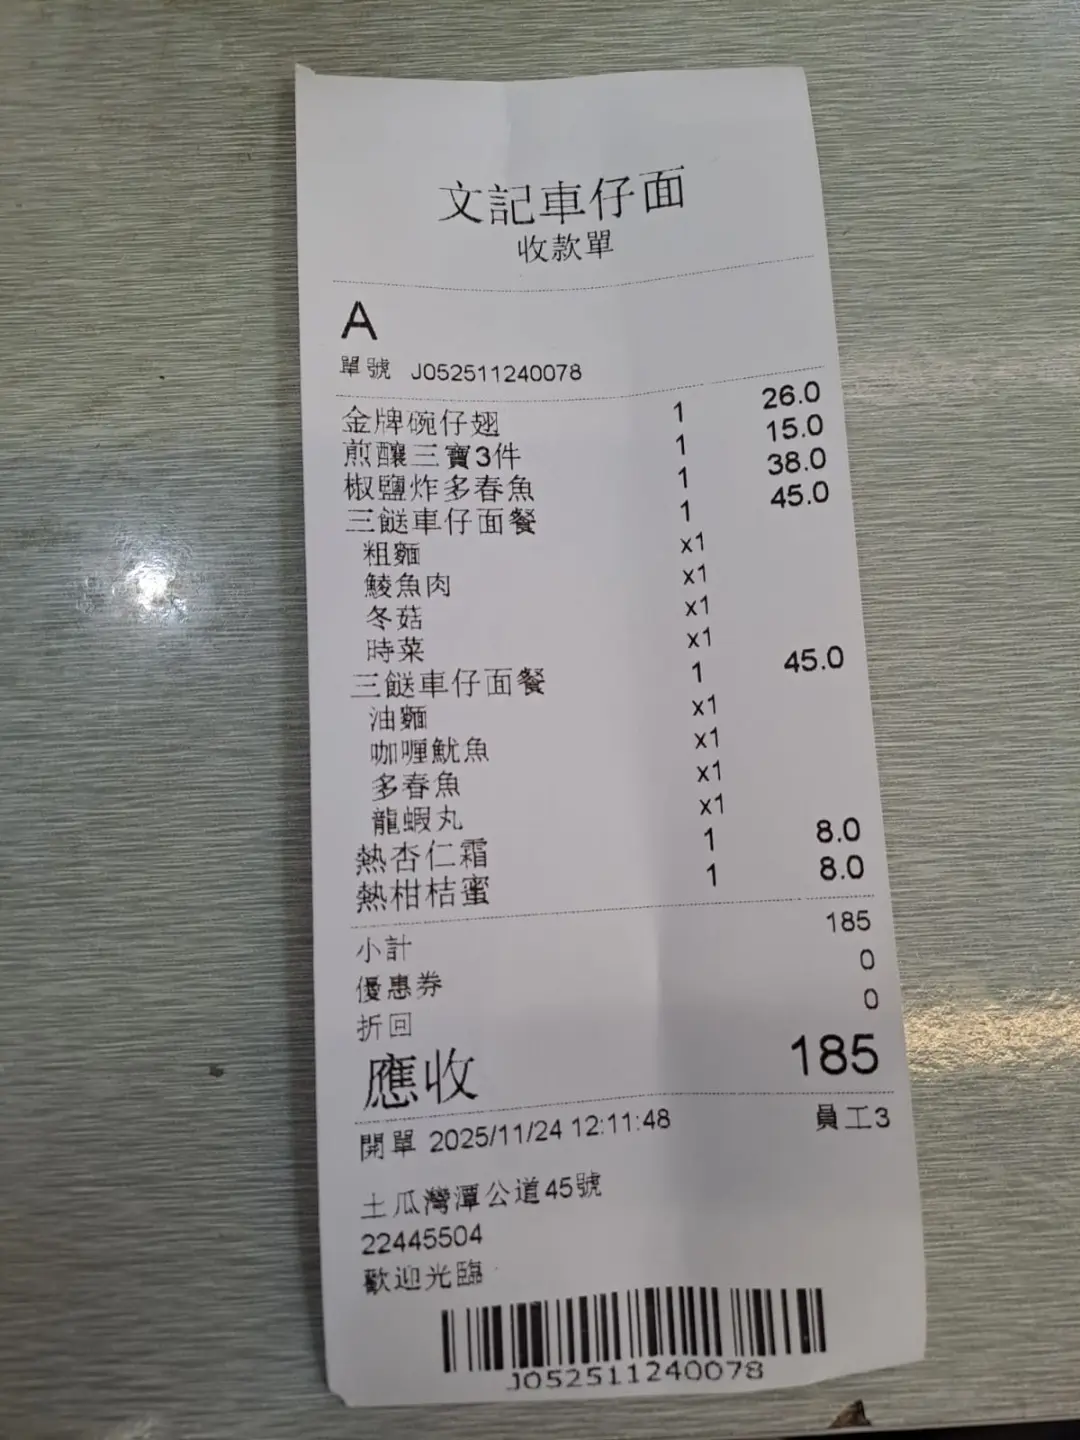 文記車仔面
收款單
A
單號 J052511240078
金牌碗仔翅 1 26.0
煎釀三寶3件 1 15.0
椒鹽炸多春魚 1 38.0
三餸車仔面餐 1 45.0
粗麵 x1
鯪魚肉 x1
冬菇 x1
時菜 x1
三餸車仔面餐 1 45.0
油麵 x1
咖喱魷魚 x1
多春魚 x1
龍蝦丸 x1
熱杏仁霜 1 8.0
熱柑桔蜜 1 8.0
小計 185
優惠券 0
折回 0
應收 185
開單 2025/11/24 12:11:48 員工3
土瓜灣潭公道45號
22445504
歡迎光臨
J052511240078